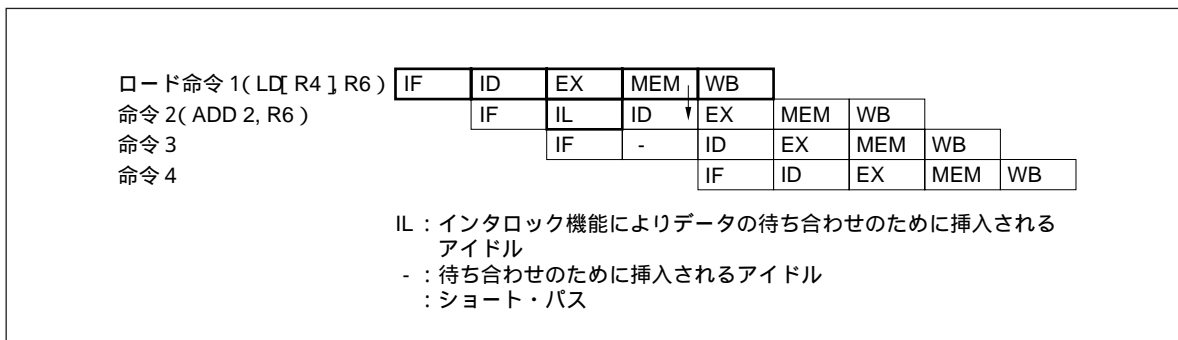 ロード命令1( LD[ R4 ], R6 ) IF ID EX MEM WB
命令2( ADD 2, R6 ) IF IL ID EX MEM WB
命令3 IF - ID EX MEM WB
命令4 IF ID EX MEM WB
IL : インタロック機能によりデータの待ち合わせのために挿入される
アイドル
- : 待ち合わせのために挿入されるアイドル
: ショート・パス